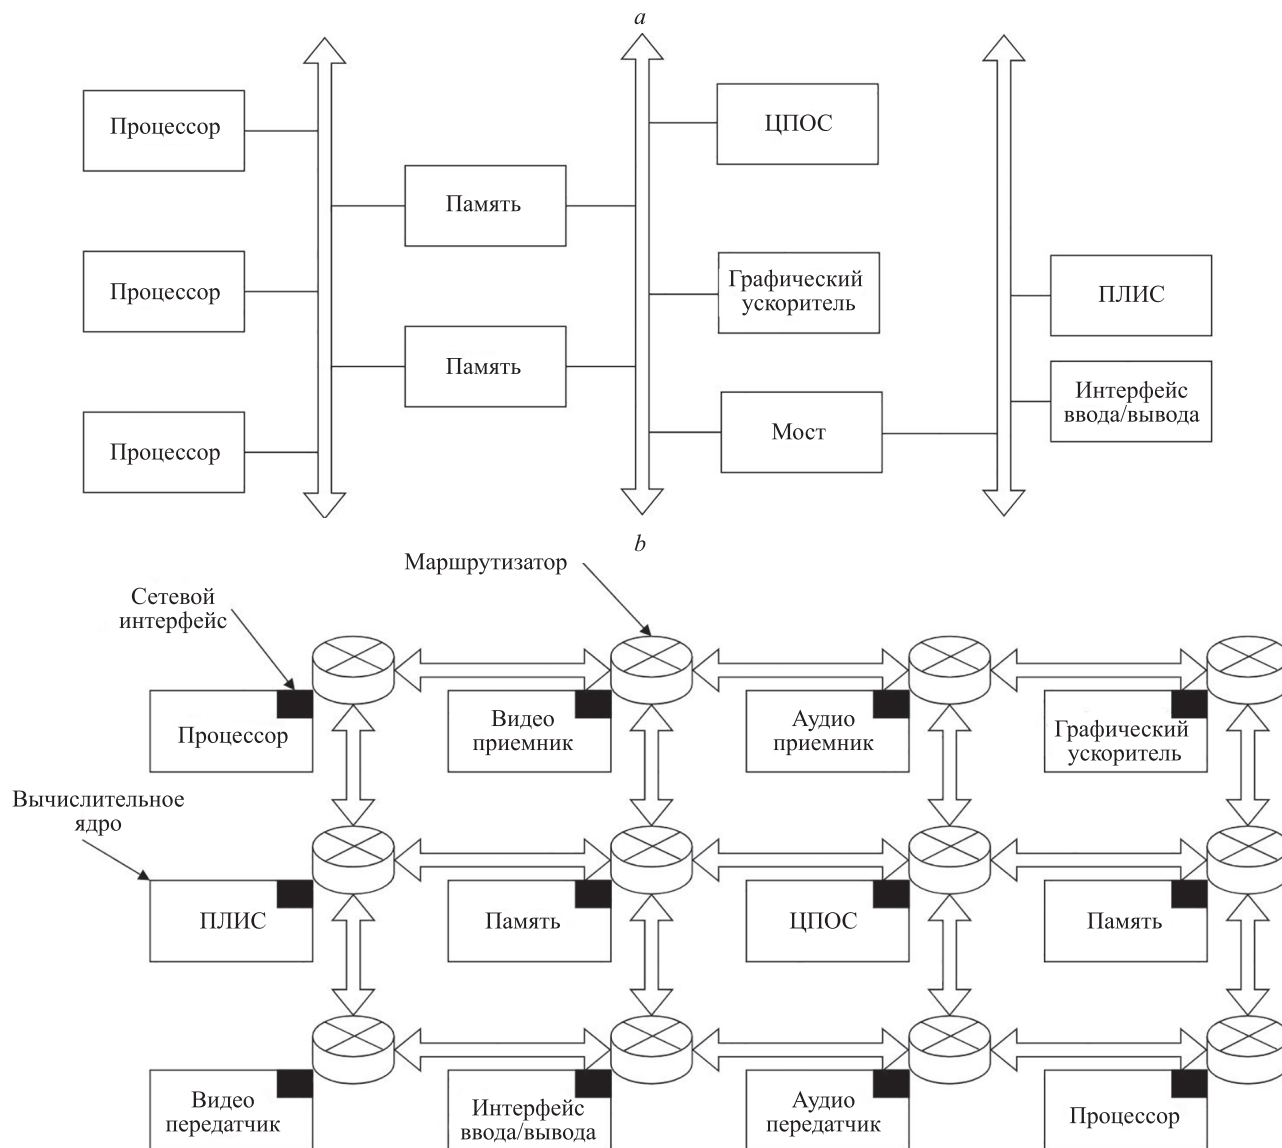 a
Процессор
ЦПОС
Память
Процессор
Графический
ускоритель
ПЛИС
Память
Интерфейс
ввода/вывода
Процессор
Мост
b
Маршрутизатор
Сетевой
интерфейс
Процессор
Видео
приемник
Аудио
приемник
Графический
ускоритель
Вычислительное
ядро
ПЛИС
Память
ЦПОС
Память
Видео
передатчик
Интерфейс
ввода/вывода
Аудио
передатчик
Процессор